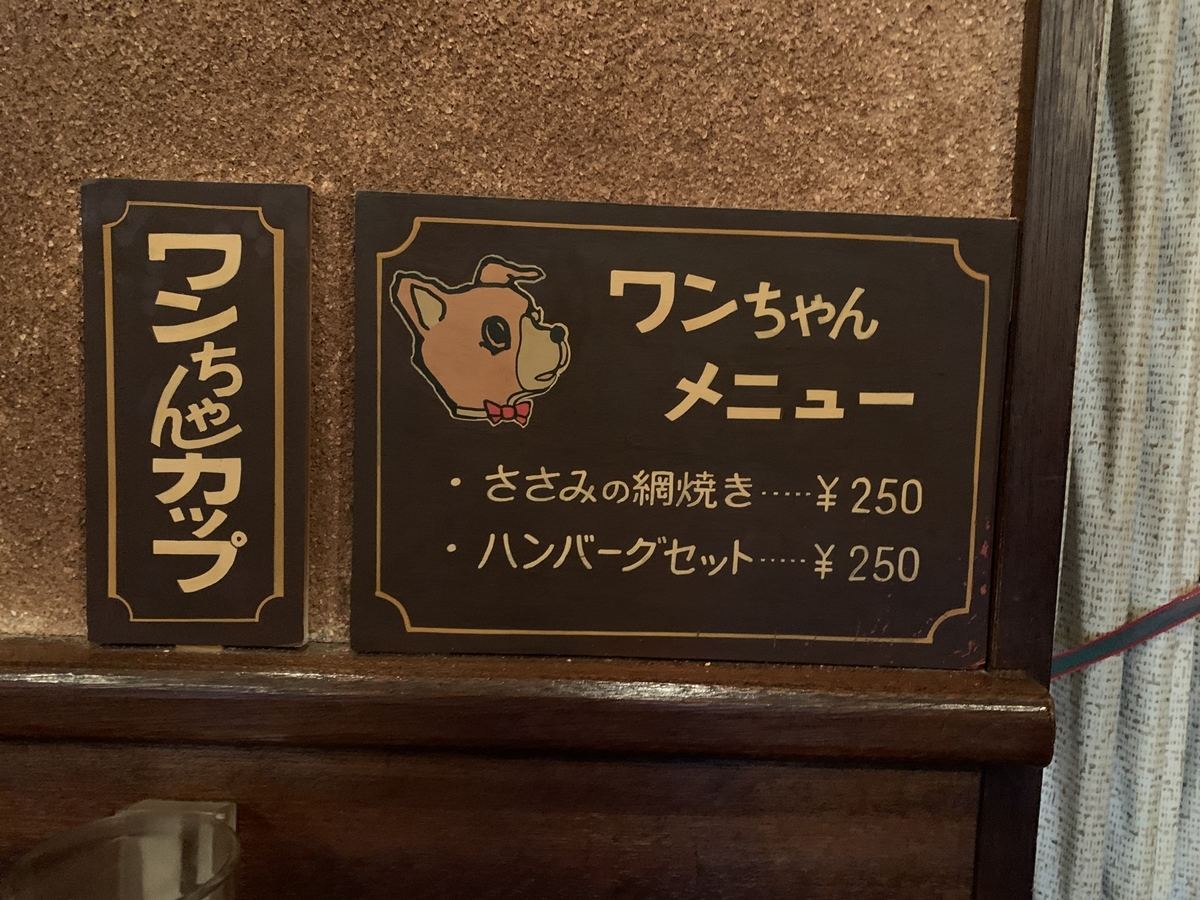 ワンちゃんカップ
ワンちゃん
メニュー
・ささみの網焼き……¥250
・ハンバーグセット……¥250